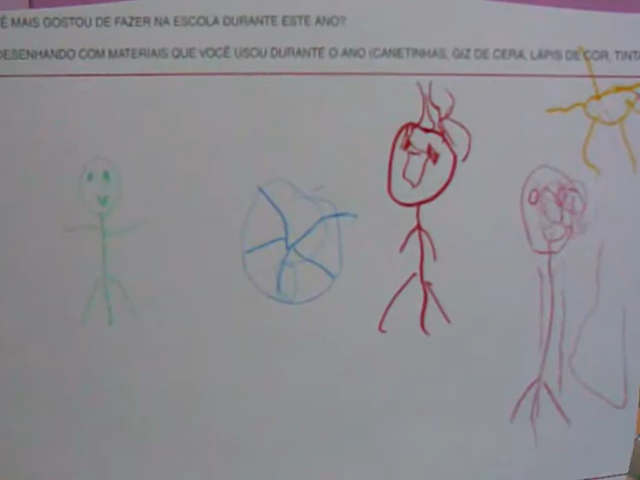 É MAIS GOSTOU DE FAZER NA ESCOLA DURANTE ESTE ANO?
DESENHANDO COM MATERIAIS QUE VOCÊ USOU DURANTE O ANO (CANETINHAS, GIZ DE CERA, LÁPIS DE COR, TINTA